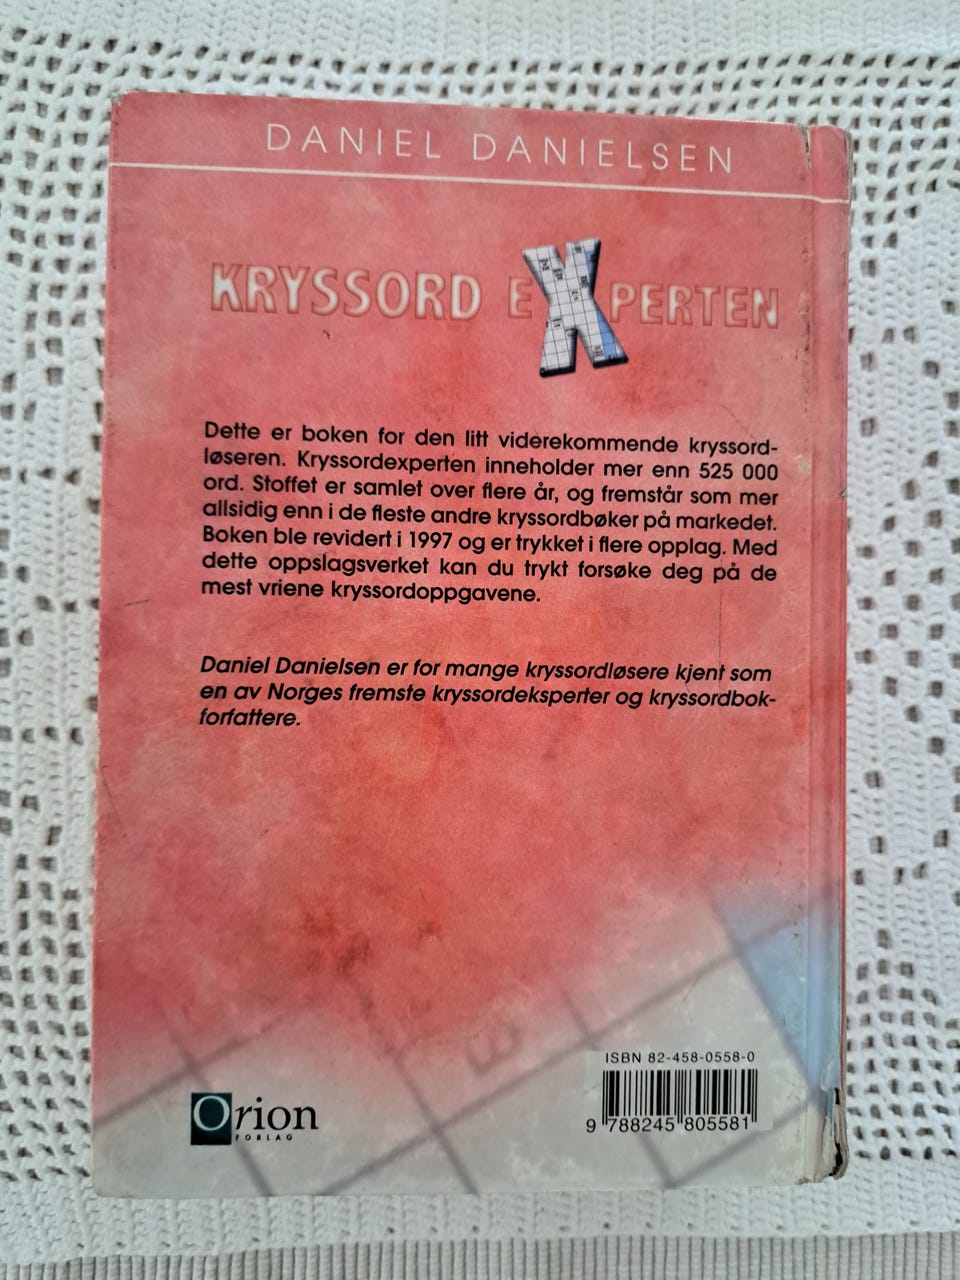 DANIEL DANIELSEN
KRYSSORD EXPERTEN
Dette er boken for den litt viderekommende kryssord-
løseren. Kryssordexperten inneholder mer enn 525 000
ord. Stoffet er samlet over flere år, og fremstår som mer
allsidig enn i de fleste andre kryssordbøker på markedet.
Boken ble revidert i 1997 og er trykket i flere opplag. Med
dette oppslagsverket kan du trykt forsøke deg på de
mest vriene kryssordoppgavene.
Daniel Danielsen er for mange kryssordløsere kjent som
en av Norges fremste kryssordeksperter og kryssordbok-
forfattere.
ISBN 82-458-0558-0
9 788245 805581
Orion
FORLAG